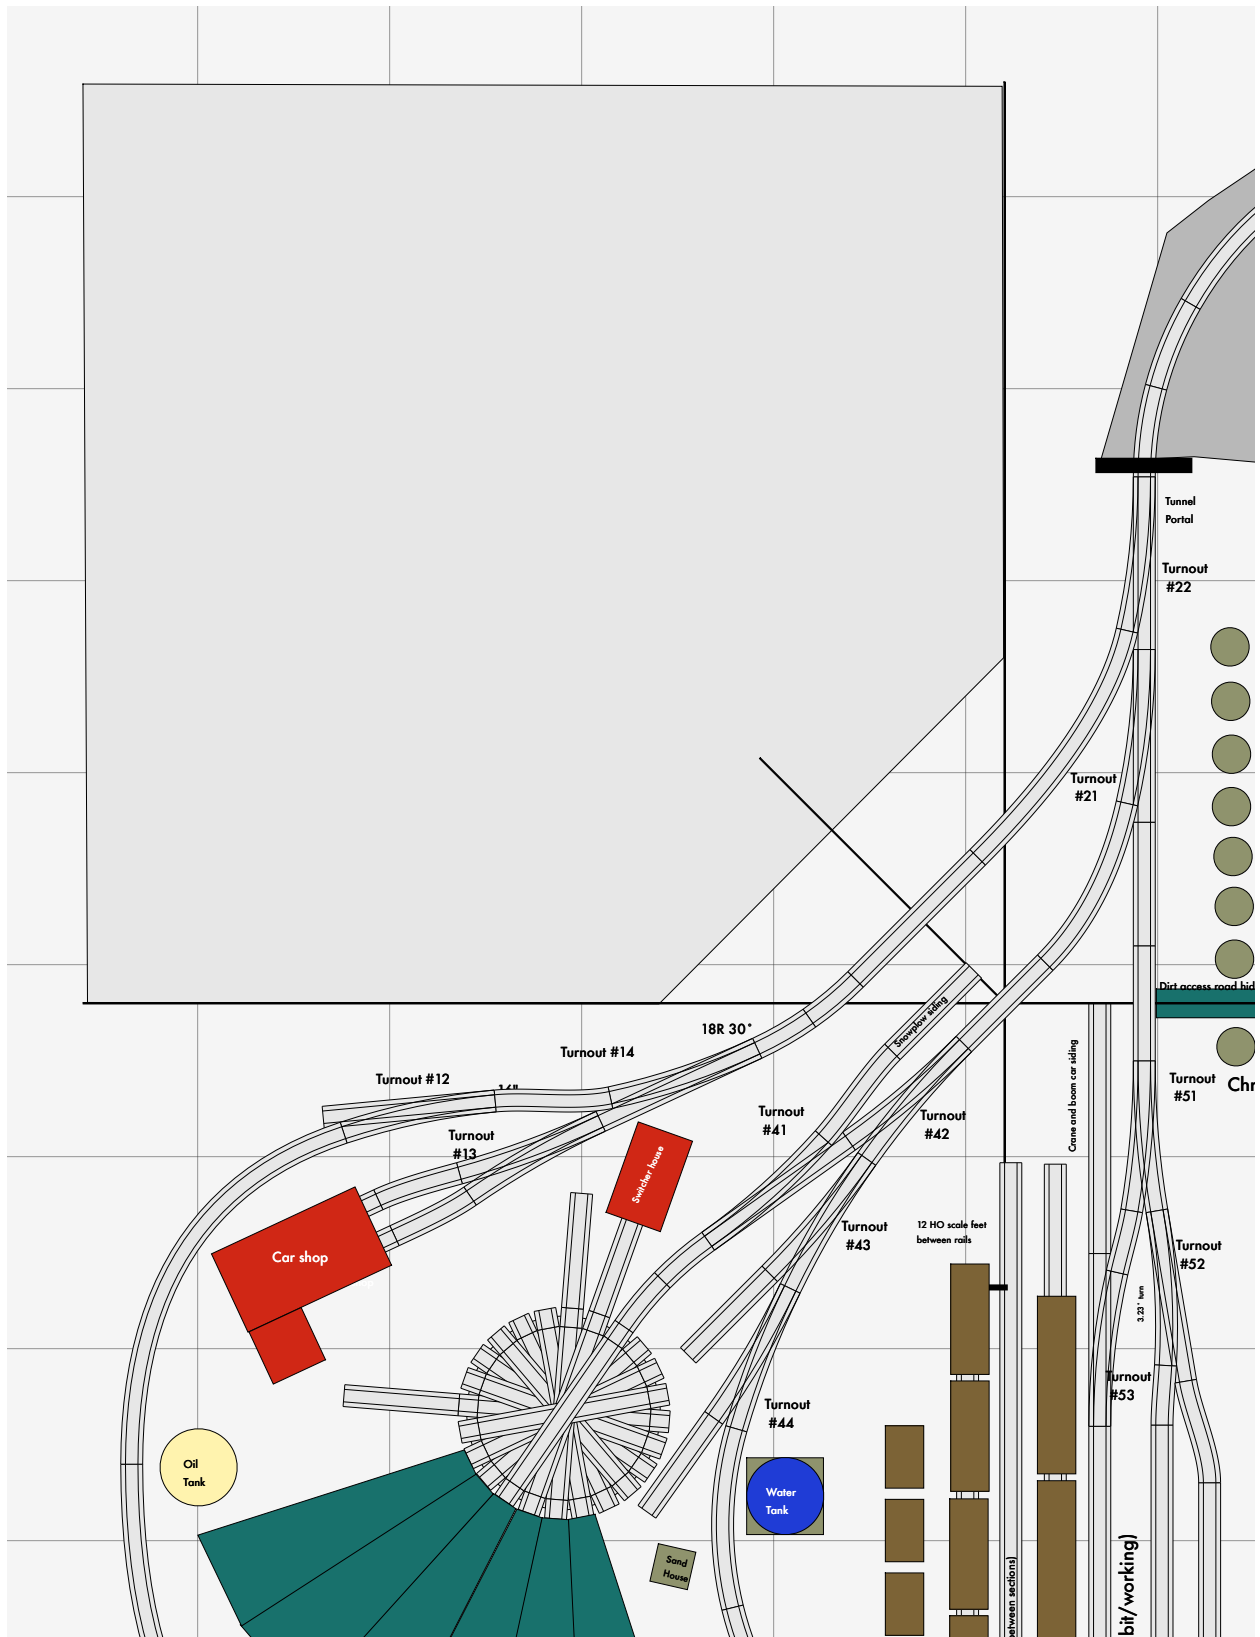 Tunnel
Portal
Turnout
#22
Turnout
#21
Dirt access road
Snowplow siding
18R 30°
Turnout #14
Turnout #12
Turnout
#13
Turnout
#41
Turnout
#42
Crane and boom car siding
Turnout
#51
Switcher house
Car shop
Turnout
#43
12 HO scale feet
between rails
Turnout
#52
3.23" turn
Turnout
#53
Turnout
#44
Oil
Tank
Water
Tank
Sand
House
between sections)
bit/working)